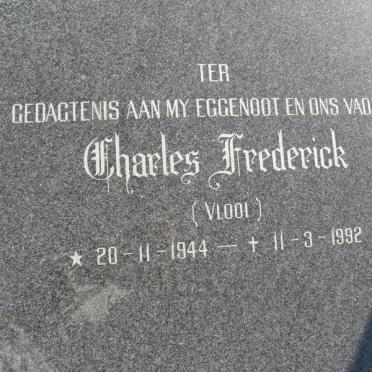 TER
GEDAGTENIS AAN MY EGGENOOT EN ONS VAD
Charles Frederick
( VLOOI )
★ 20-11-1944 — † 11-3-1992